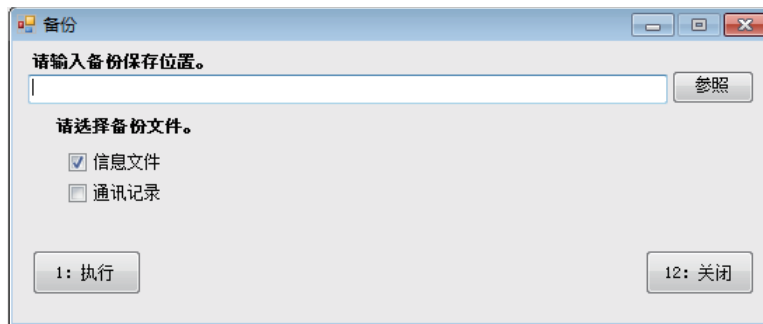 备份
请输入备份保存位置。
参照
请选择备份文件。
信息文件
通讯记录
1: 执行
12: 关闭